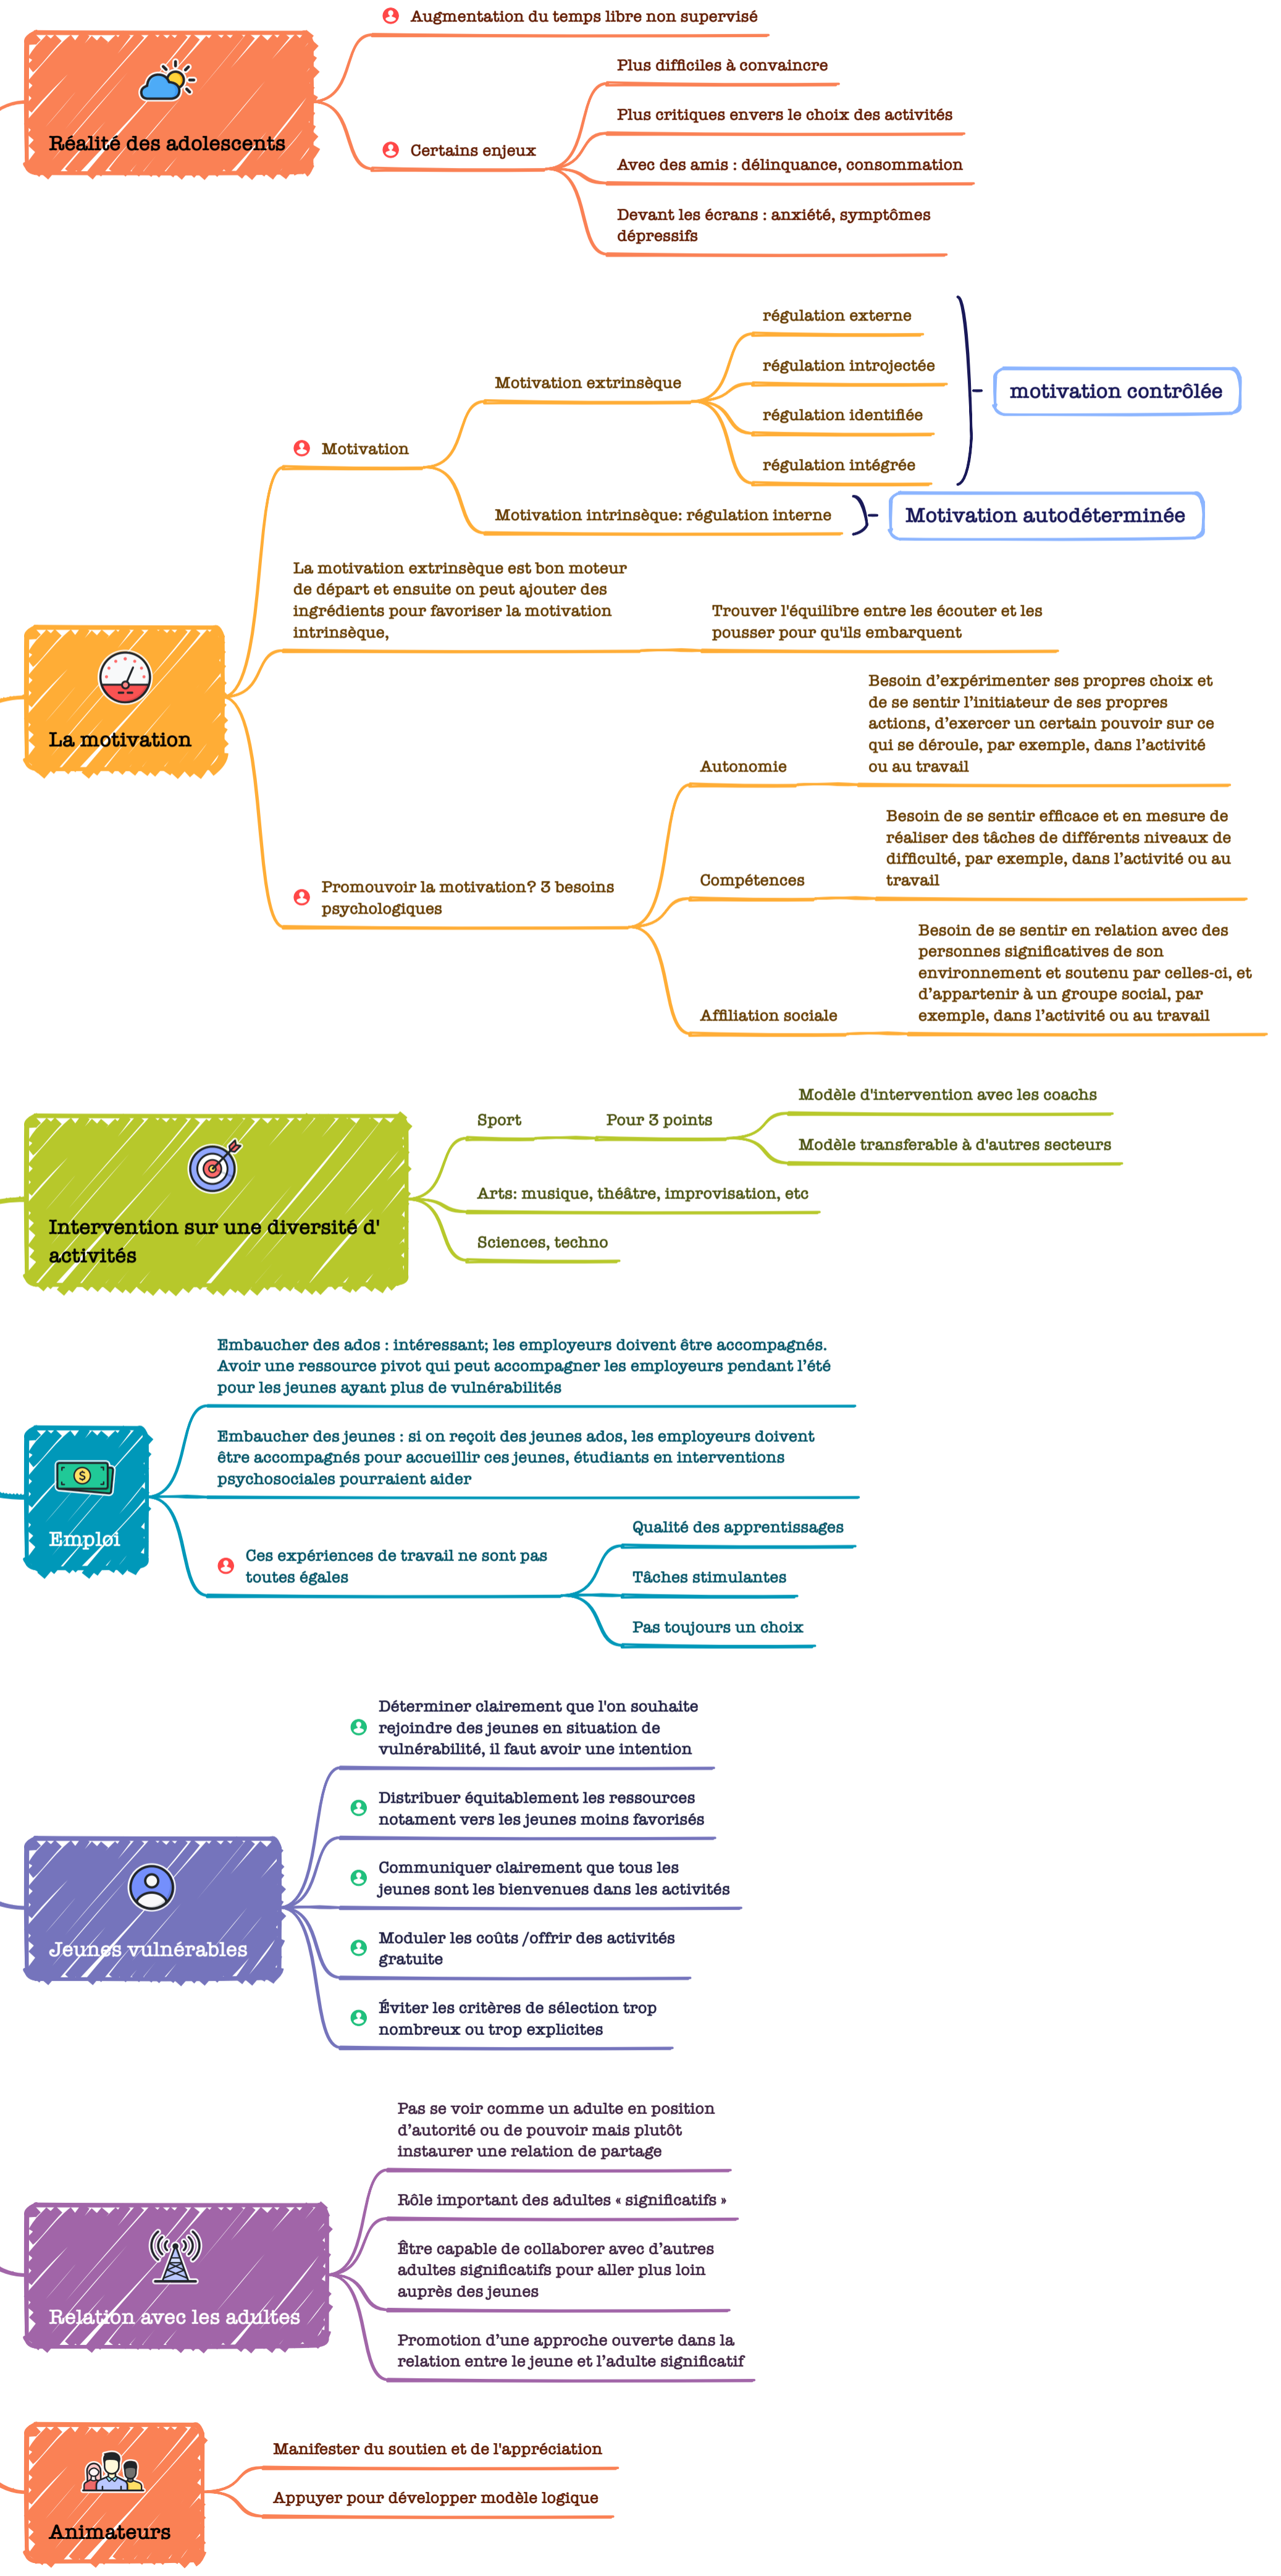 Augmentation du temps libre non supervisé
Réalité des adolescents
Certains enjeux
Plus difficiles à convaincre
Plus critiques envers le choix des activités
Avec des amis : délinquance, consommation
Devant les écrans : anxiété, symptômes
dépressifs
La motivation
Motivation
Motivation extrinsèque
régulation externe
régulation introjectée
régulation identifiée
régulation intégrée
motivation contrôlée
Motivation intrinsèque: régulation interne
Motivation autodéterminée
La motivation extrinsèque est bon moteur
de départ et ensuite on peut ajouter des
ingrédients pour favoriser la motivation
intrinsèque,
Trouver l'équilibre entre les écouter et les
pousser pour qu'ils embarquent
Promouvoir la motivation? 3 besoins
psychologiques
Autonomie
Besoin d’expérimenter ses propres choix et
de se sentir l’initiateur de ses propres
actions, d’exercer un certain pouvoir sur ce
qui se déroule, par exemple, dans l’activité
ou au travail
Compétences
Besoin de se sentir efficace et en mesure de
réaliser des tâches de différents niveaux de
difficulté, par exemple, dans l’activité ou au
travail
Affiliation sociale
Besoin de se sentir en relation avec des
personnes significatives de son
environnement et soutenu par celles-ci, et
d’appartenir à un groupe social, par
exemple, dans l’activité ou au travail
Intervention sur une diversité d'
activités
Sport
Pour 3 points
Modèle d'intervention avec les coachs
Modèle transferable à d'autres secteurs
Arts: musique, théâtre, improvisation, etc
Sciences, techno
Emploi
Embaucher des ados : intéressant; les employeurs doivent être accompagnés.
Avoir une ressource pivot qui peut accompagner les employeurs pendant l’été
pour les jeunes ayant plus de vulnérabilités
Embaucher des jeunes : si on reçoit des jeunes ados, les employeurs doivent
être accompagnés pour accueillir ces jeunes, étudiants en interventions
psychosociales pourraient aider
Ces expériences de travail ne sont pas
toutes égales
Qualité des apprentissages
Tâches stimulantes
Pas toujours un choix
Jeunes vulnérables
Déterminer clairement que l'on souhaite
rejoindre des jeunes en situation de
vulnérabilité, il faut avoir une intention
Distribuer équitablement les ressources
notament vers les jeunes moins favorisés
Communiquer clairement que tous les
jeunes sont les bienvenues dans les activités
Moduler les coûts /offrir des activités
gratuite
Éviter les critères de sélection trop
nombreux ou trop explicites
Relation avec les adultes
Pas se voir comme un adulte en position
d’autorité ou de pouvoir mais plutôt
instaurer une relation de partage
Rôle important des adultes « significatifs »
Être capable de collaborer avec d’autres
adultes significatifs pour aller plus loin
auprès des jeunes
Promotion d’une approche ouverte dans la
relation entre le jeune et l’adulte significatif
Animateurs
Manifester du soutien et de l'appréciation
Appuyer pour développer modèle logique